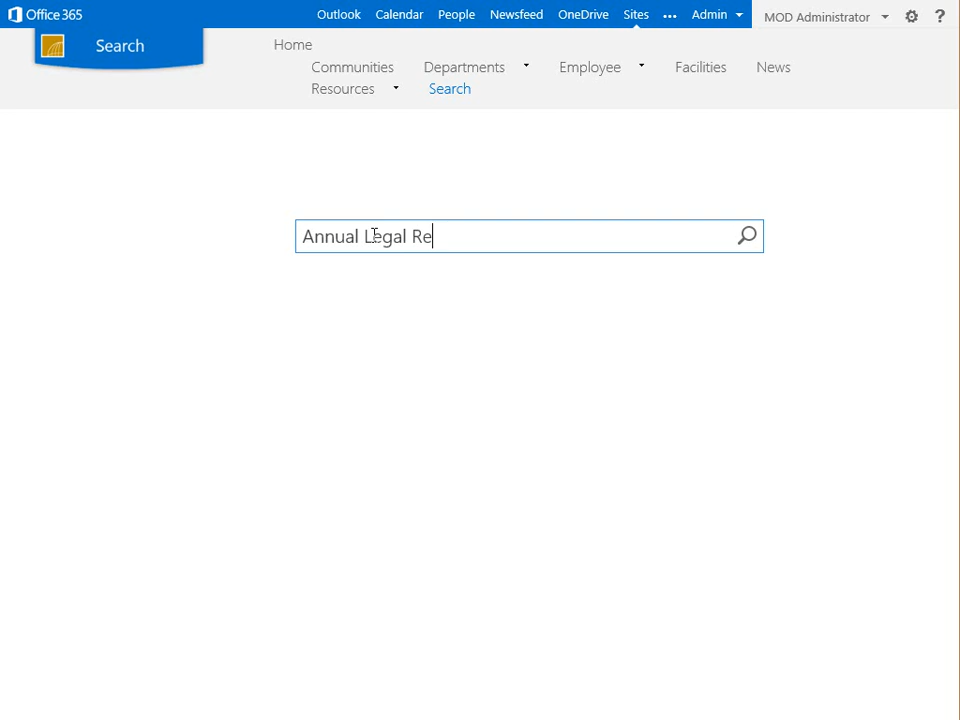 Office 365 Outlook Calendar People Newsfeed OneDrive Sites ... Admin MOD Administrator ?
Search
Home
Communities Departments Employee Facilities News
Resources Search
Annual Legal Re